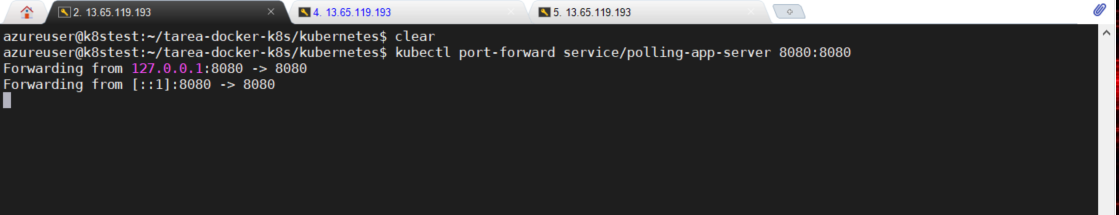 2. 13.65.119.193
4. 13.65.119.193
5. 13.65.119.193
azureuser@k8stest:~/tarea-docker-k8s/kubernetes$ clear
azureuser@k8stest:~/tarea-docker-k8s/kubernetes$ kubectl port-forward service/polling-app-server 8080:8080
Forwarding from 127.0.0.1:8080 -> 8080
Forwarding from [::1]:8080 -> 8080